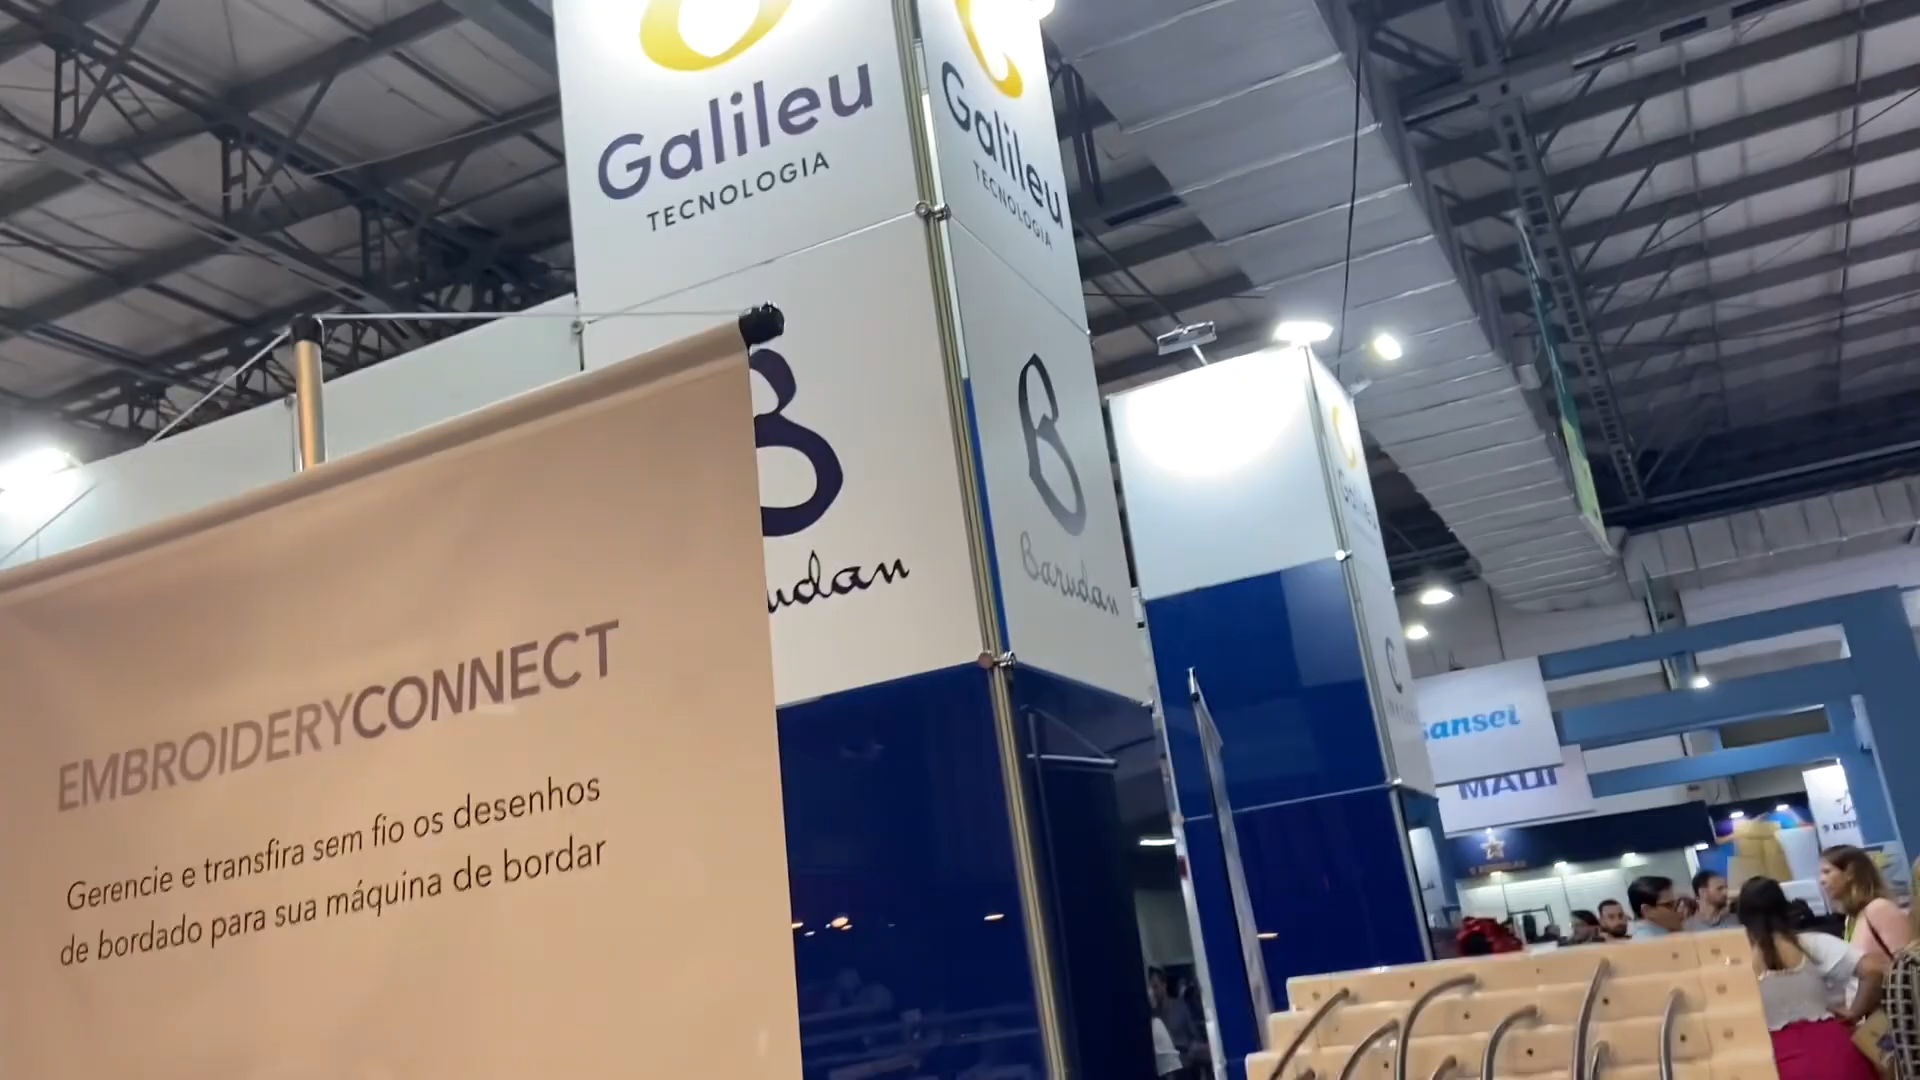 Galileu
TECNOLOGIA
Galileu
TECNOLOGIA
Barudan
EMBROIDERYCONNECT
Gerencie e transfira sem fio os desenhos
de bordado para sua máquina de bordar
Galileu
sansei
MAQI